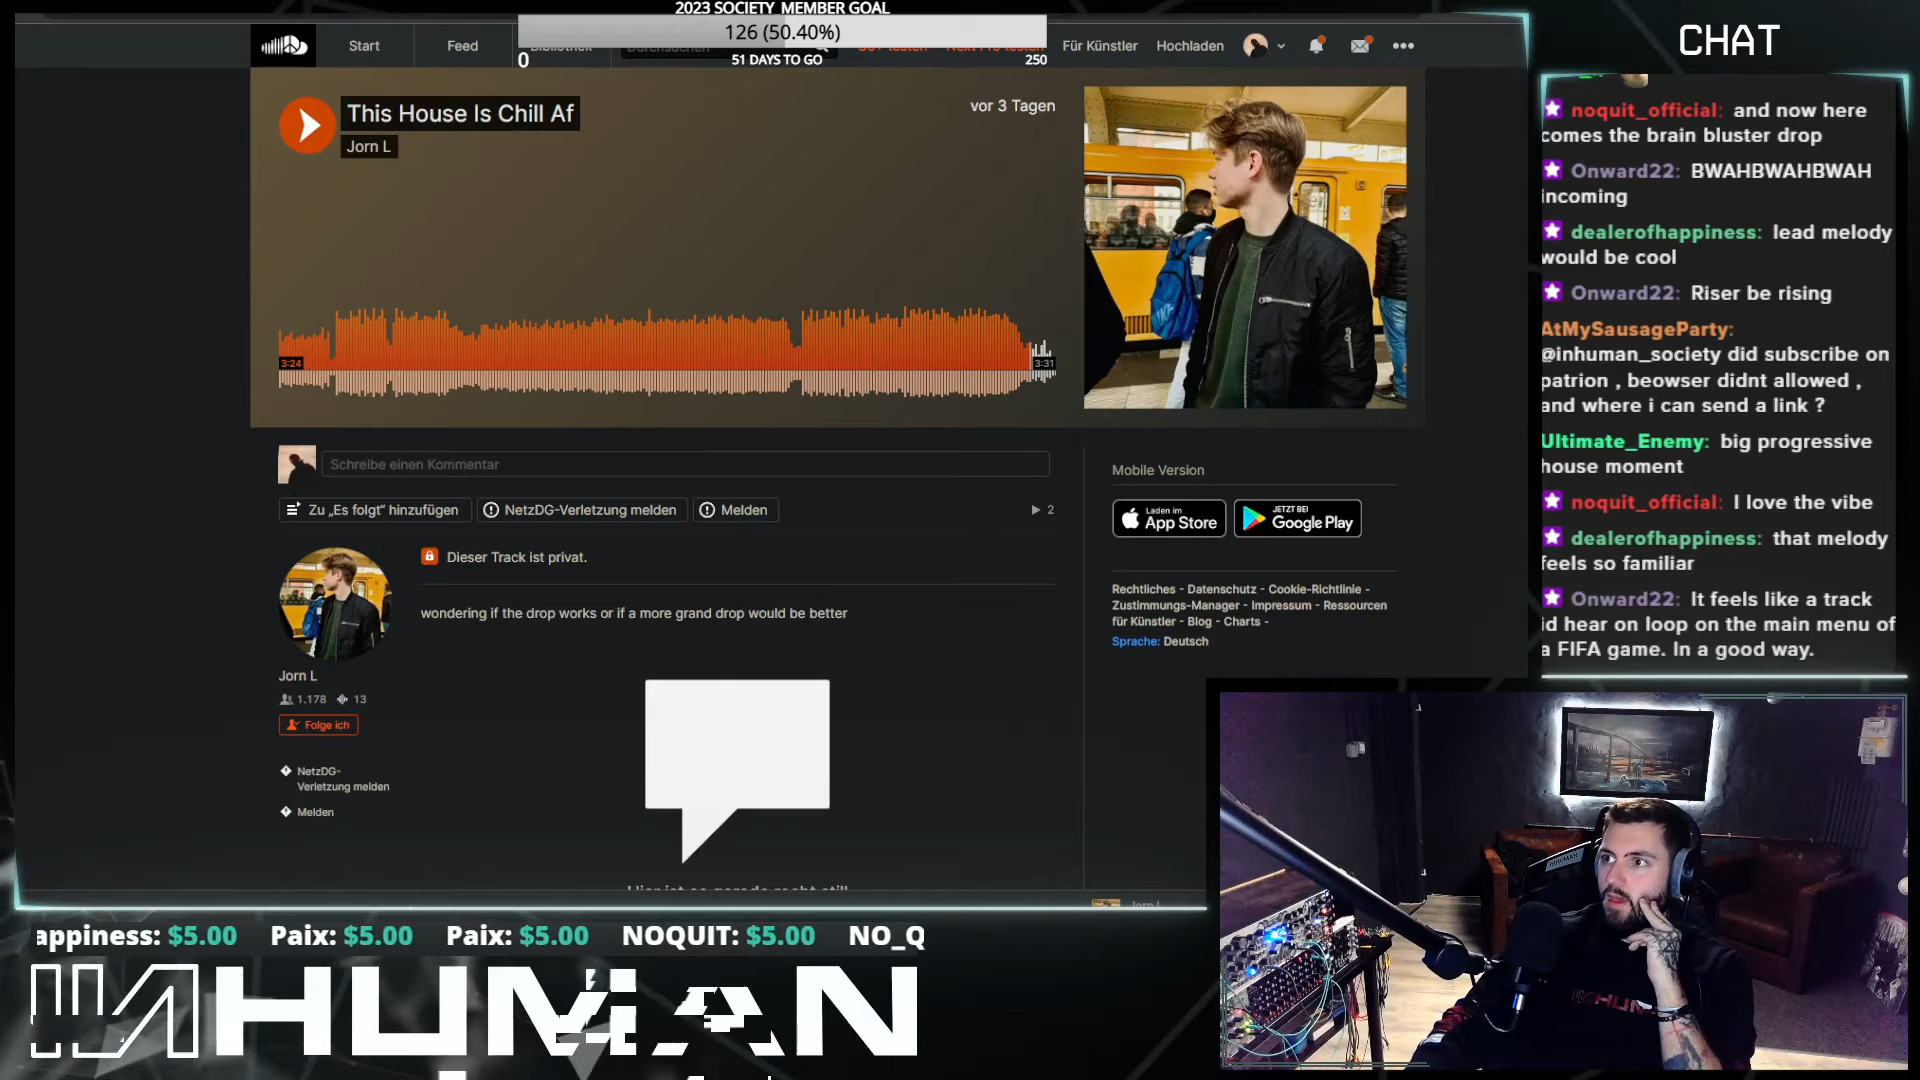 2023 SOCIETY MEMBER GOAL
126 (50.40%)
51 DAYS TO GO
0
250
Start
Feed
Bibliothek
Durchsuchen
Für Künstler
Hochladen
This House Is Chill Af
Jorn L
vor 3 Tagen
3:24
3:31
Schreibe einen Kommentar
Zu „Es folgt“ hinzufügen
NetzDG-Verletzung melden
Melden
2
Dieser Track ist privat.
wondering if the drop works or if a more grand drop would be better
Jorn L
1.178
13
Folge ich
NetzDG-
Verletzung melden
Melden
Mobile Version
Laden im
App Store
JETZT BEI
Google Play
Rechtliches - Datenschutz - Cookie-Richtlinie -
Zustimmungs-Manager - Impressum - Ressourcen
für Künstler - Blog - Charts -
Sprache: Deutsch
CHAT
noquit_official: and now here
comes the brain bluster drop
Onward22: BWAHBWAHBWAH
incoming
dealerofhappiness: lead melody
would be cool
Onward22: Riser be rising
AtMySausageParty:
@inhuman_society did subscribe on
patrion , beowser didnt allowed ,
and where i can send a link ?
Ultimate_Enemy: big progressive
house moment
noquit_official: I love the vibe
dealerofhappiness: that melody
feels so familiar
Onward22: It feels like a track
id hear on loop on the main menu of
a FIFA game. In a good way.
appiness: $5.00 Paix: $5.00 Paix: $5.00 NOQUIT: $5.00 NO_Q
INHUMAN